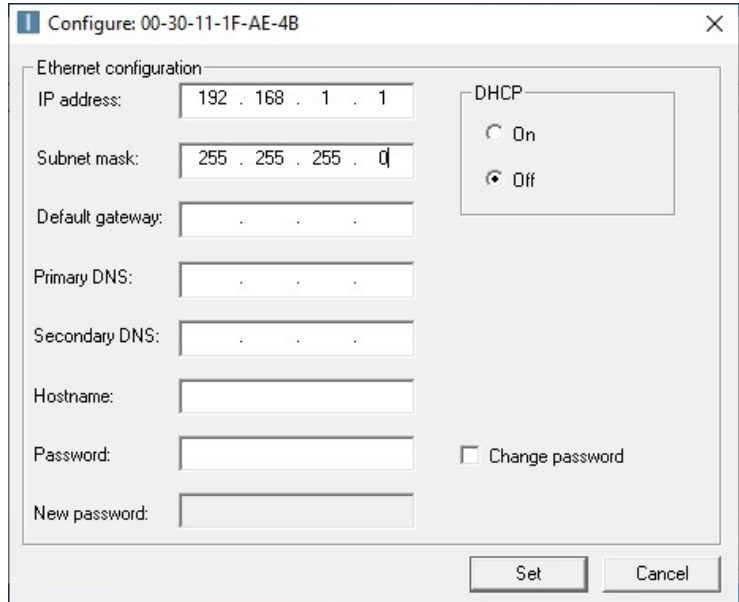 Configure: 00-30-11-1F-AE-4B
Ethernet configuration
IP address: 192 . 168 . 1 . 1
DHCP
On
Subnet mask: 255 . 255 . 255 . 0
Off
Default gateway: . . .
Primary DNS: . . .
Secondary DNS: . . .
Hostname:
Password:
Change password
New password:
Set
Cancel